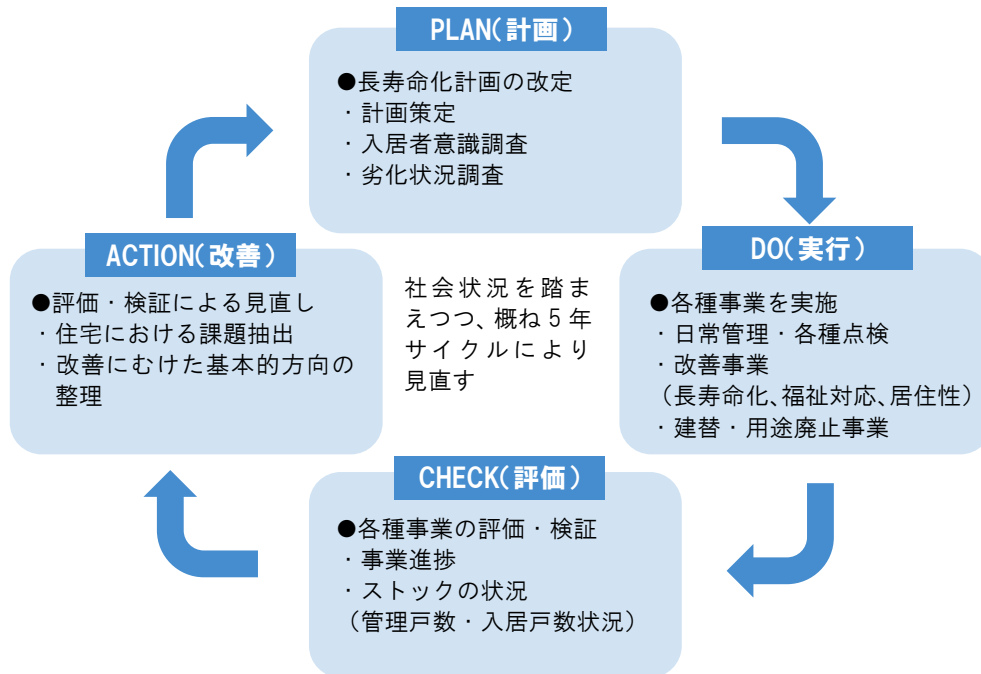 PLAN(計画)
●長寿命化計画の改定
・計画策定
・入居者意識調査
・劣化状況調査
DO(実行)
●各種事業を実施
・日常管理・各種点検
・改善事業
(長寿命化、福祉対応、居住性)
・建替・用途廃止事業
CHECK(評価)
●各種事業の評価・検証
・事業進捗
・ストックの状況
(管理戸数・入居戸数状況)
ACTION(改善)
●評価・検証による見直し
・住宅における課題抽出
・改善にむけた基本的方向の
整理
社会状況を踏ま
えつつ、概ね5年
サイクルにより
見直す